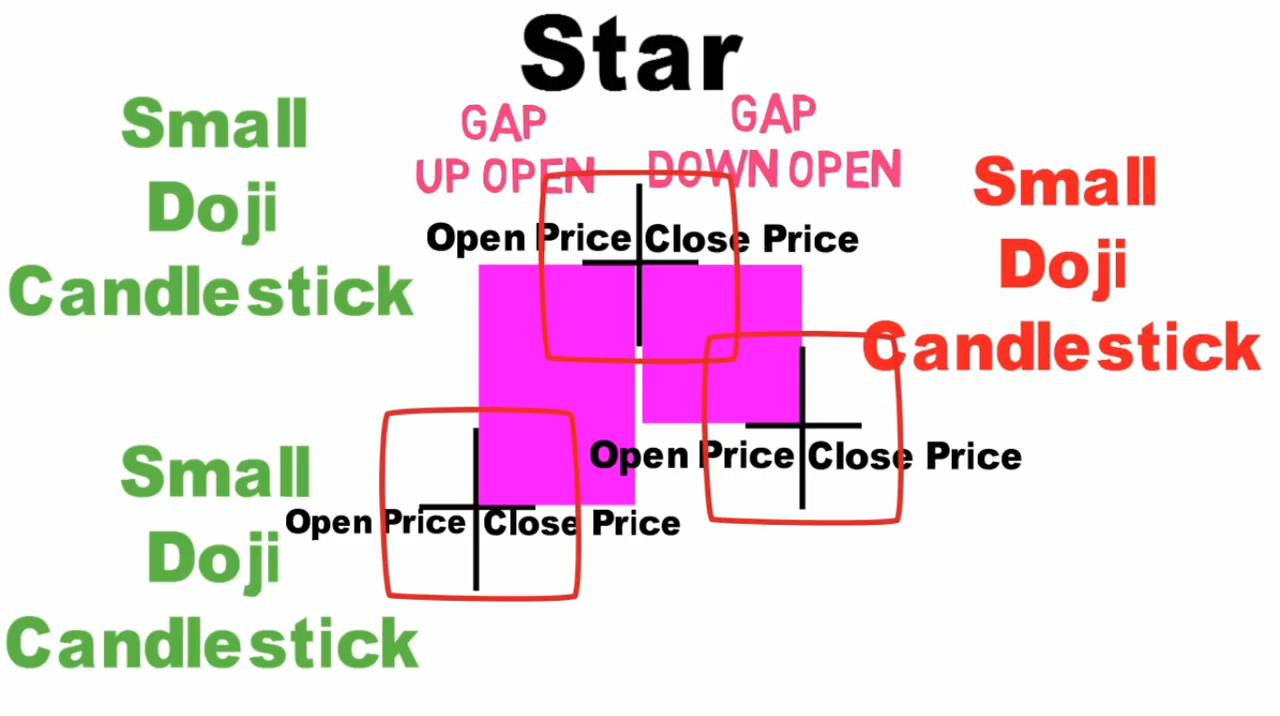 Star
GAP
UP OPEN
GAP
DOWN OPEN
Small
Doji
Candlestick
Small
Doji
Candlestick
Open Price Close Price
Open Price Close Price
Small
Doji
Candlestick
Open Price Close Price